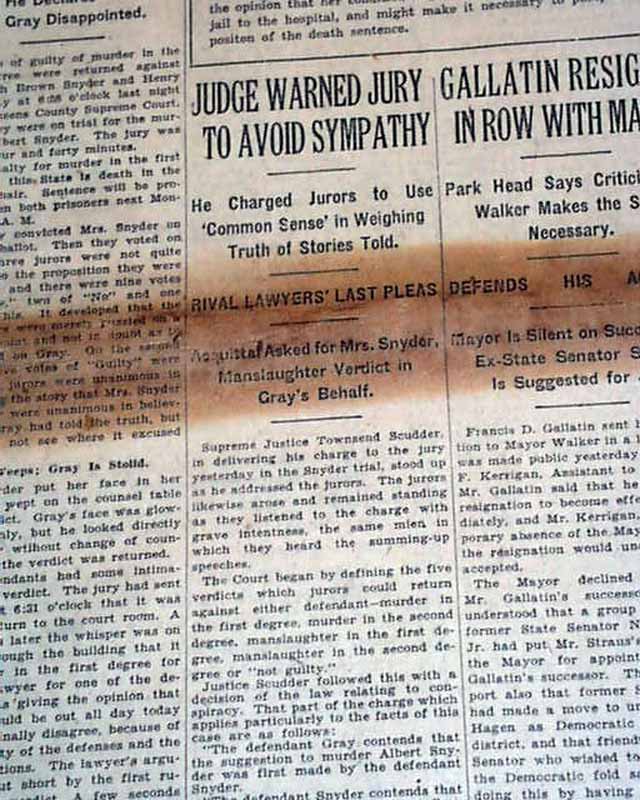 Gray Disappointed.
of guilty of murder in the
were returned against
Brown Snyder and Henry
at 6:38 o'clock last night
County Supreme Court.
were on trial for the mur-
Snyder. The jury was
and forty minutes.
for murder in the first
this State is death in the
Sentence will be pro-
both prisoners next Mon-
A. M.
convicted Mrs. Snyder on
Then they voted on
jurors were not quite
the proposition they were
and there were nine votes
two of "No" and one
It developed that the
were merely puzzled on a
and not in doubt as to
on Gray. On the second
votes of "Guilty" were
jurors were unanimous in
the story that Mrs. Snyder
were unanimous in believ-
had told the truth, but
not see where it excused
Weeps; Gray Is Stolid.
put her face in her
wept on the counsel table
Gray's face was glow-
but he looked directly
without change of coun-
the verdict was returned.
had some intima-
verdict. The jury had sent
at 6:31 o'clock that it was
to the court room. A
later the whisper was on
the building that it
in the first degree for
for one of the de-
giving the opinion that
be out all day today
disagree, because of
of the defenses and the
The lawyer's argu-
short by the first ru-
A few seconds
the opinion that her
jail to the hospital, and might make it necessary to
position of the death sentence.
JUDGE WARNED JURY
TO AVOID SYMPATHY
He Charged Jurors to Use
'Common Sense' in Weighing
Truth of Stories Told.
RIVAL LAWYERS' LAST PLEAS
Acquittal Asked for Mrs. Snyder,
Manslaughter Verdict in
Gray's Behalf.
Supreme Justice Townsend Scudder,
in delivering his charge to the jury
yesterday in the Snyder trial, stood up
as he addressed the jurors. The jurors
likewise arose and remained standing
as they listened to the charge with
grave intentness, the same mien in
which they heard the summing-up
speeches.
The Court began by defining the five
verdicts which jurors could return
against either defendant—murder in
the first degree, murder in the second
degree, manslaughter in the first de-
gree, manslaughter in the second de-
gree or "not guilty."
Justice Scudder followed this with a
decision of the law relating to con-
spiracy. That part of the charge which
applies particularly to the facts of this
case are as follows:
"The defendant Gray contends that
the suggestion to murder Albert Sny-
der was first made by the defendant
Snyder.
"The defendant Snyder contends that
GALLATIN RESIG
IN ROW WITH MA
Park Head Says Critici
Walker Makes the S
Necessary.
DEFENDS HIS A
Mayor Is Silent on Succ
Ex-State Senator S
Is Suggested for
Francis D. Gallatin sent h
tion to Mayor Walker in a l
was made public yesterday
F. Kerrigan, Assistant to
Mr. Gallatin said that he
resignation to become eff
diately, and Mr. Kerrigan,
porary absence of the May
the resignation would un
accepted.
The Mayor declined
Mr. Gallatin's successo
understood that a group
former State Senator N
Jr. had put Mr. Straus'
the Mayor for appoint
Gallatin's successor. Th
port also that former
had made a move to u
Hagen as Democratic
district, and that friend
Senator who wished to
the Democratic fold
doing this by having